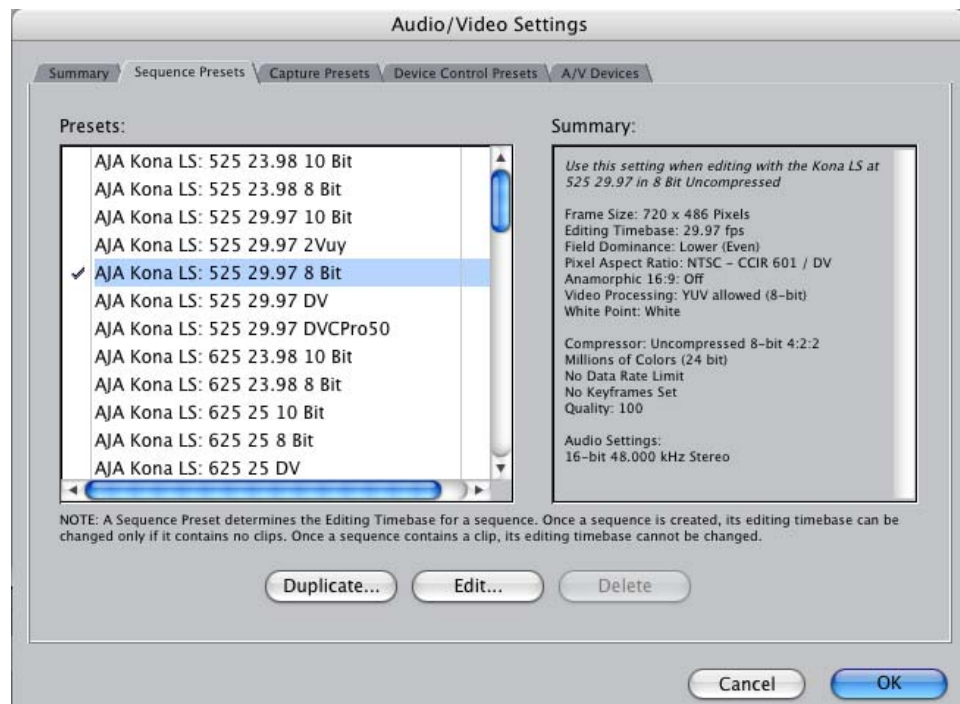 Audio/Video Settings
Summary
Sequence Presets
Capture Presets
Device Control Presets
A/V Devices
Presets:
AJA Kona LS: 525 23.98 10 Bit
AJA Kona LS: 525 23.98 8 Bit
AJA Kona LS: 525 29.97 10 Bit
AJA Kona LS: 525 29.97 2Vuy
✓ AJA Kona LS: 525 29.97 8 Bit
AJA Kona LS: 525 29.97 DV
AJA Kona LS: 525 29.97 DVCPro50
AJA Kona LS: 625 23.98 10 Bit
AJA Kona LS: 625 23.98 8 Bit
AJA Kona LS: 625 25 10 Bit
AJA Kona LS: 625 25 8 Bit
AJA Kona LS: 625 25 DV
Summary:
Use this setting when editing with the Kona LS at
525 29.97 in 8 Bit Uncompressed
Frame Size: 720 x 486 Pixels
Editing Timebase: 29.97 fps
Field Dominance: Lower (Even)
Pixel Aspect Ratio: NTSC – CCIR 601 / DV
Anamorphic 16:9: Off
Video Processing: YUV allowed (8-bit)
White Point: White
Compressor: Uncompressed 8-bit 4:2:2
Millions of Colors (24 bit)
No Data Rate Limit
No Keyframes Set
Quality: 100
Audio Settings:
16-bit 48.000 kHz Stereo
NOTE: A Sequence Preset determines the Editing Timebase for a sequence. Once a sequence is created, its editing timebase can be
changed only if it contains no clips. Once a sequence contains a clip, its editing timebase cannot be changed.
Duplicate...
Edit...
Delete
Cancel
OK